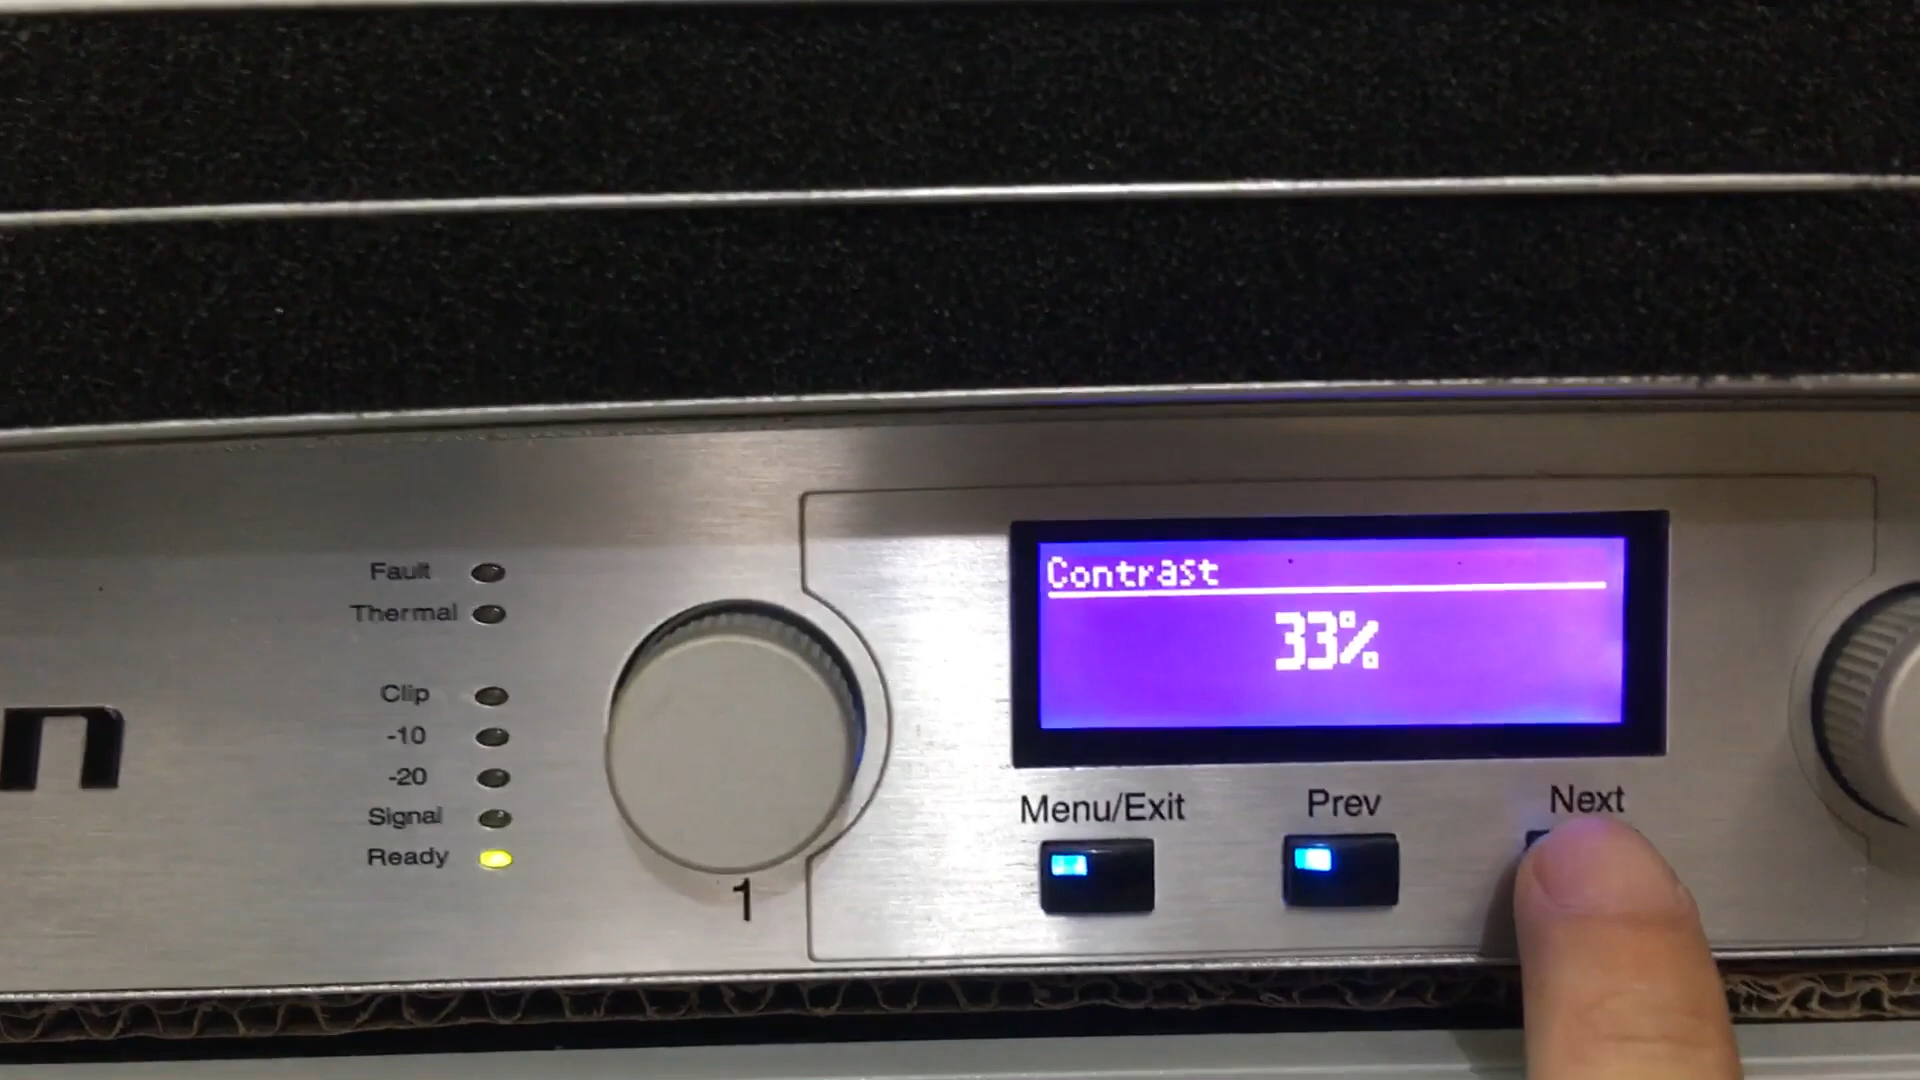 Fault
Thermal
Clip
-10
-20
Signal
Ready
n
1
Contrast
33%
Menu/Exit
Prev
Next